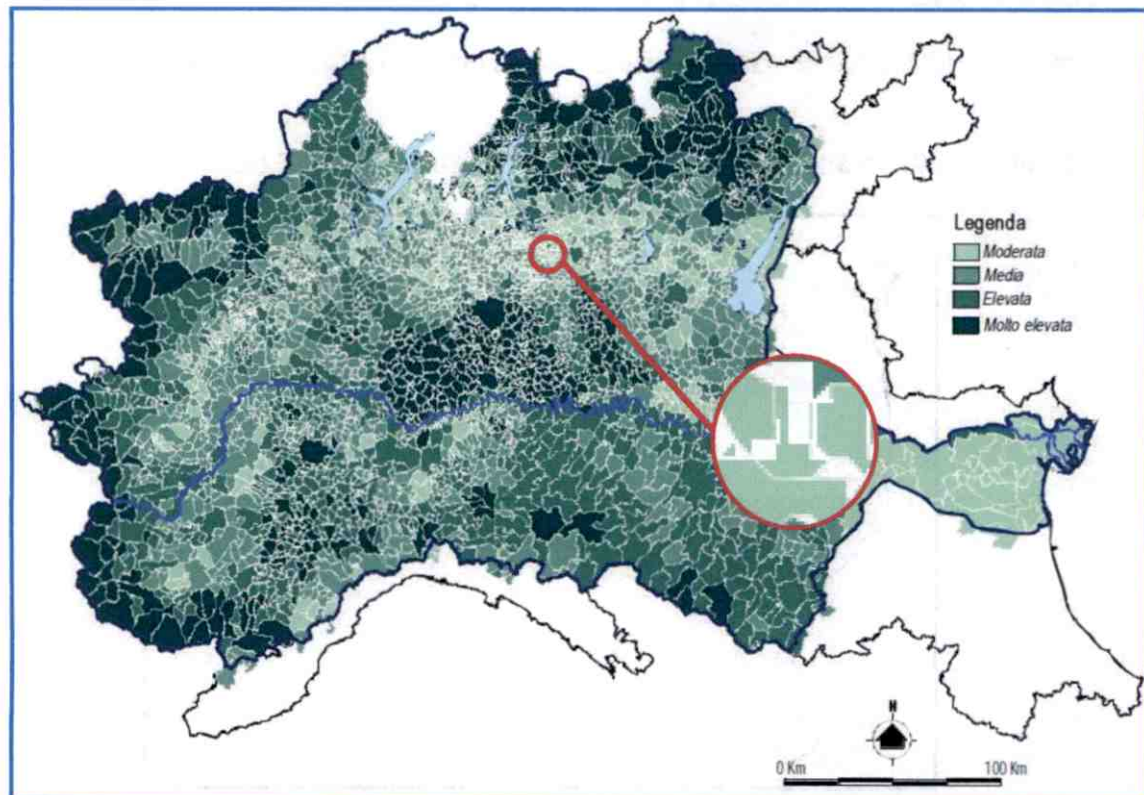 Legenda
Moderata
Media
Elevata
Molto elevata
N
0 Km 100 Km